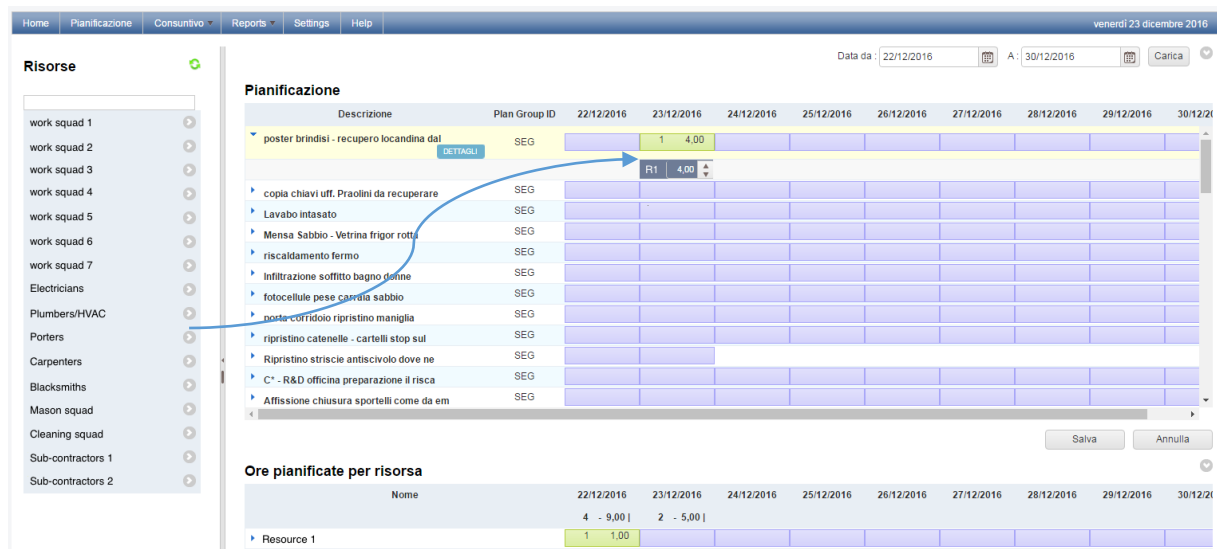 Home Pianificazione Consuntivo Reports Settings Help venerdì 23 dicembre 2016
Risorse
Data da : 22/12/2016 A : 30/12/2016 Carica
work squad 1
work squad 2
work squad 3
work squad 4
work squad 5
work squad 6
work squad 7
Electricians
Plumbers/HVAC
Porters
Carpenters
Blacksmiths
Mason squad
Cleaning squad
Sub-contractors 1
Sub-contractors 2
Pianificazione
Descrizione Plan Group ID 22/12/2016 23/12/2016 24/12/2016 25/12/2016 26/12/2016 27/12/2016 28/12/2016 29/12/2016 30/12/20
poster brindisi - recupero locandina dal SEG 1 4,00
DETTAGLI
R1 4,00
copia chiavi uff. Praolini da recuperare SEG
Lavabo intasato SEG
Mensa Sabbio - Vetrina frigor rotta SEG
riscaldamento fermo SEG
Infiltrazione soffitto bagno donne SEG
fotocellule pese carraia sabbio SEG
porta corridoio ripristino maniglia SEG
ripristino catenelle - cartelli stop sul SEG
Ripristino striscie antiscivolo dove ne SEG
C* - R&D officina preparazione il risca SEG
Affissione chiusura sportelli come da em SEG
Salva Annulla
Ore pianificate per risorsa
Nome 22/12/2016 23/12/2016 24/12/2016 25/12/2016 26/12/2016 27/12/2016 28/12/2016 29/12/2016 30/12/20
4 - 9,00 | 2 - 5,00 |
Resource 1 1 1,00